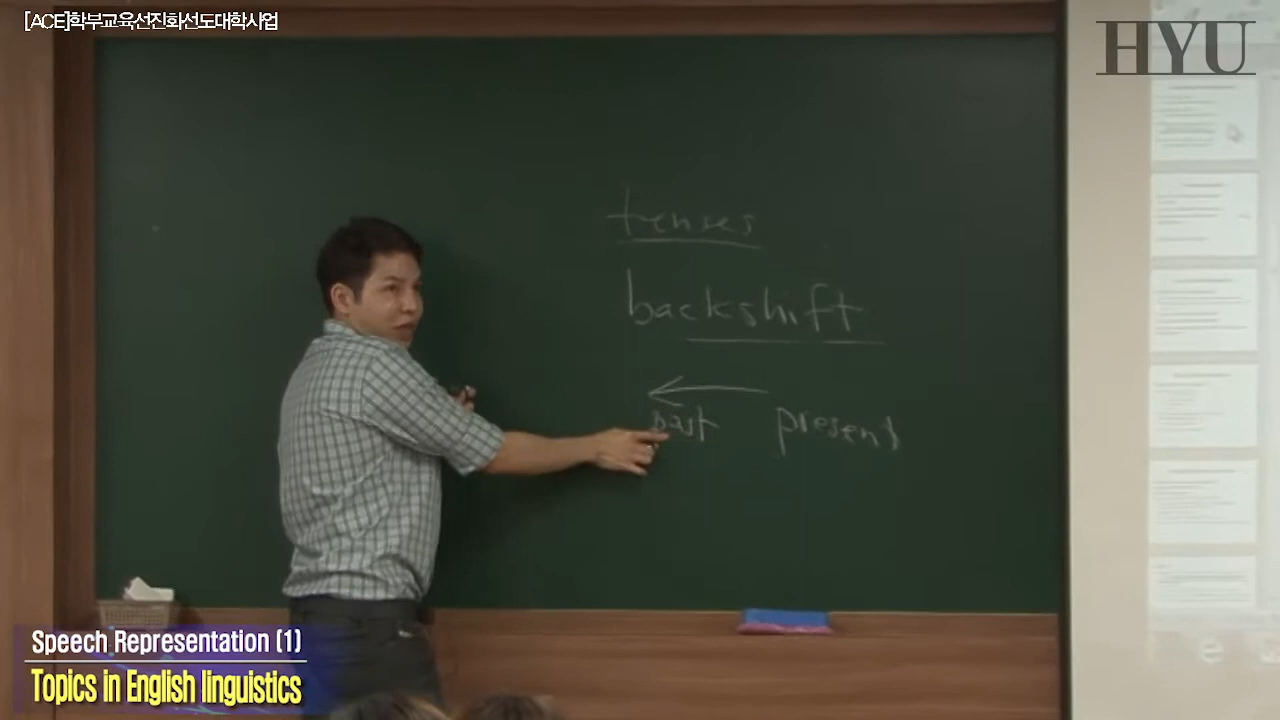 [ACE]학부교육선진화선도대학사업
HYU
tenses
backshift
past present
Speech Representation (1)
Topics in English linguistics